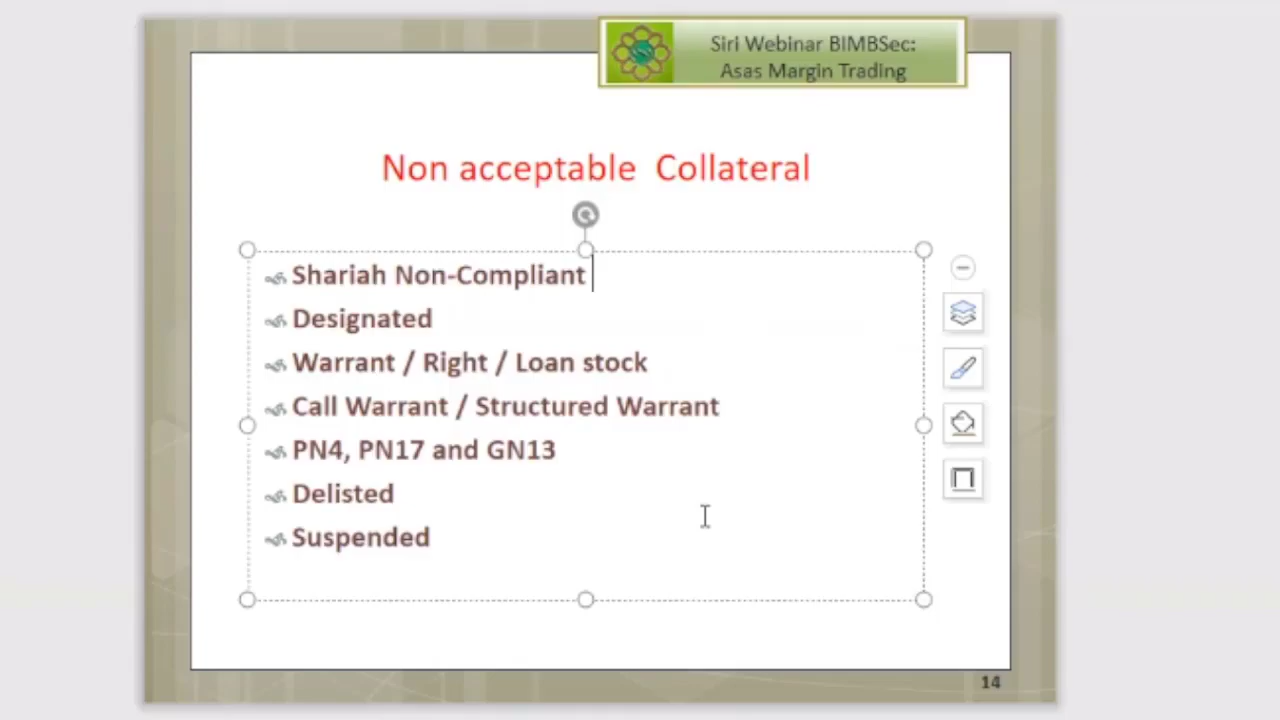 Siri Webinar BIMBSec:
Asas Margin Trading
Non acceptable Collateral
Shariah Non-Compliant
Designated
Warrant / Right / Loan stock
Call Warrant / Structured Warrant
PN4, PN17 and GN13
Delisted
Suspended
14